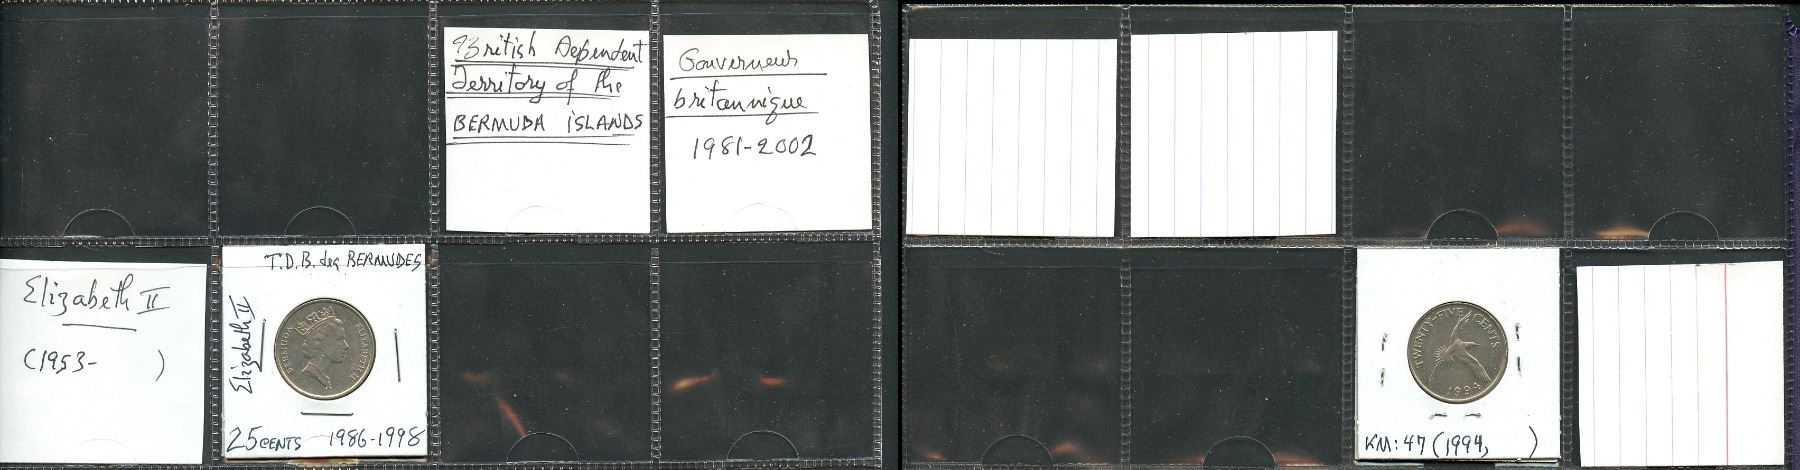 British Dependent
Territory of the
BERMUDA ISLANDS
Gouverneur
britannique
1981-2002
Elizabeth II
(1953- )
T.D.B. des BERMUDES
Elizabeth II
BERMUDA ELIZABETH II
25 CENTS 1986-1998
TWENTY-FIVE CENTS
1994
KM: 47 (1994, )